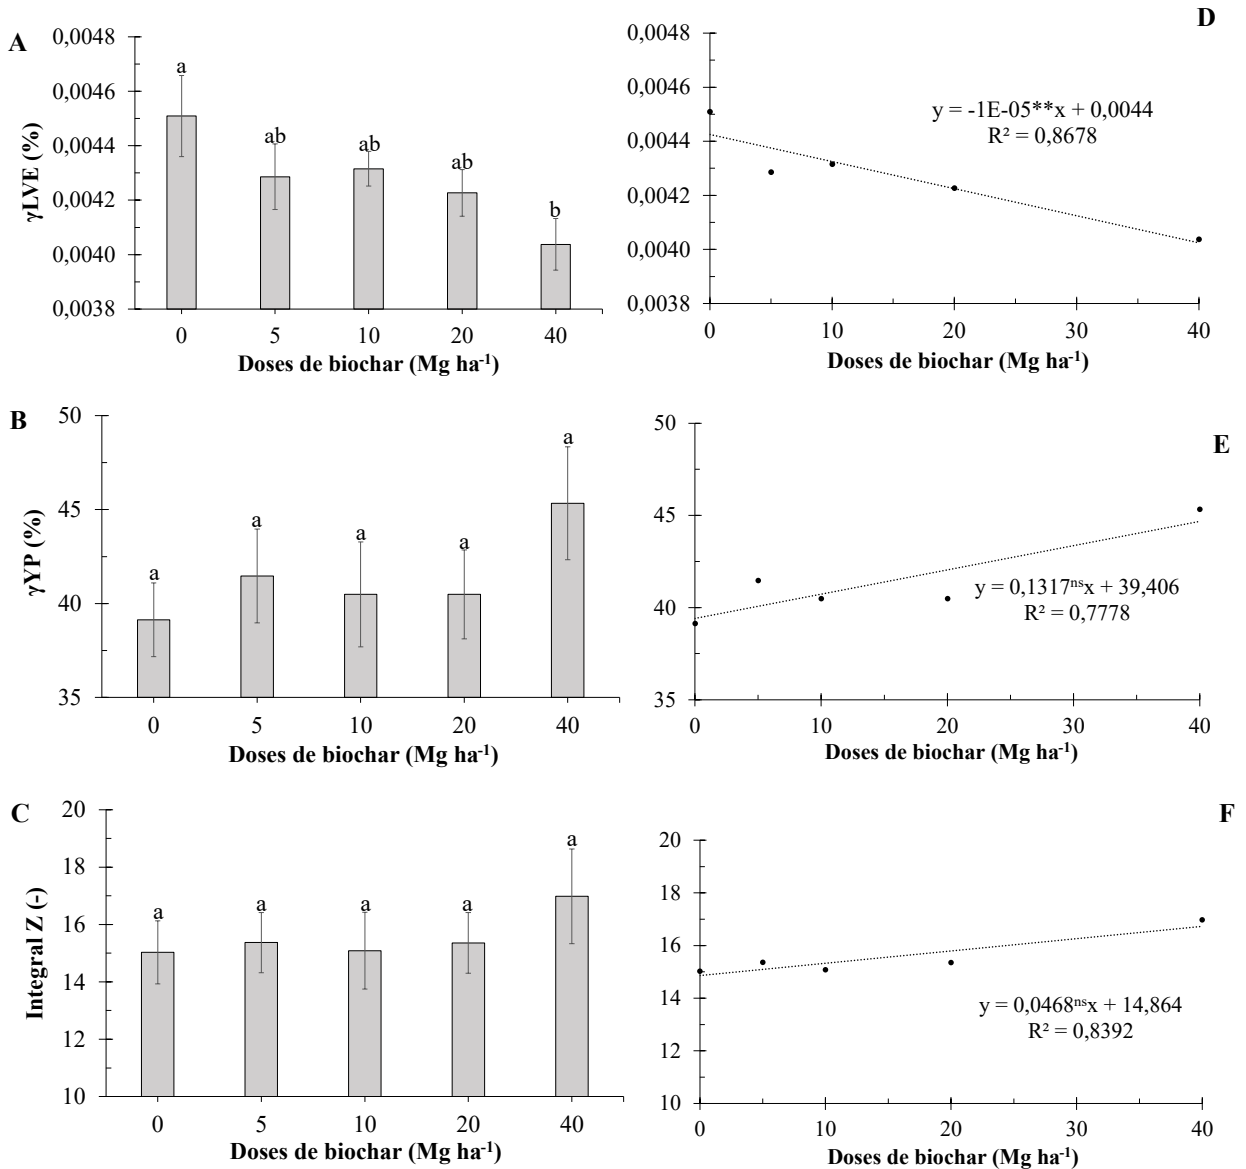 A
0,0048
0,0046
0,0044
0,0042
0,0040
0,0038
γLVE (%)
a
ab
ab
ab
b
0 5 10 20 40
Doses de biochar (Mg ha⁻¹)
D
0,0048
0,0046
0,0044
0,0042
0,0040
0,0038
y = -1E-05**x + 0,0044
R² = 0,8678
0 10 20 30 40
Doses de biochar (Mg ha⁻¹)
B
50
45
40
35
γYP (%)
a
a
a
a
a
0 5 10 20 40
Doses de biochar (Mg ha⁻¹)
E
50
45
40
35
y = 0,1317ⁿˢx + 39,406
R² = 0,7778
0 10 20 30 40
Doses de biochar (Mg ha⁻¹)
C
20
18
16
14
12
10
Integral Z (-)
a
a
a
a
a
0 5 10 20 40
Doses de biochar (Mg ha⁻¹)
F
20
18
16
14
12
10
y = 0,0468ⁿˢx + 14,864
R² = 0,8392
0 10 20 30 40
Doses de biochar (Mg ha⁻¹)